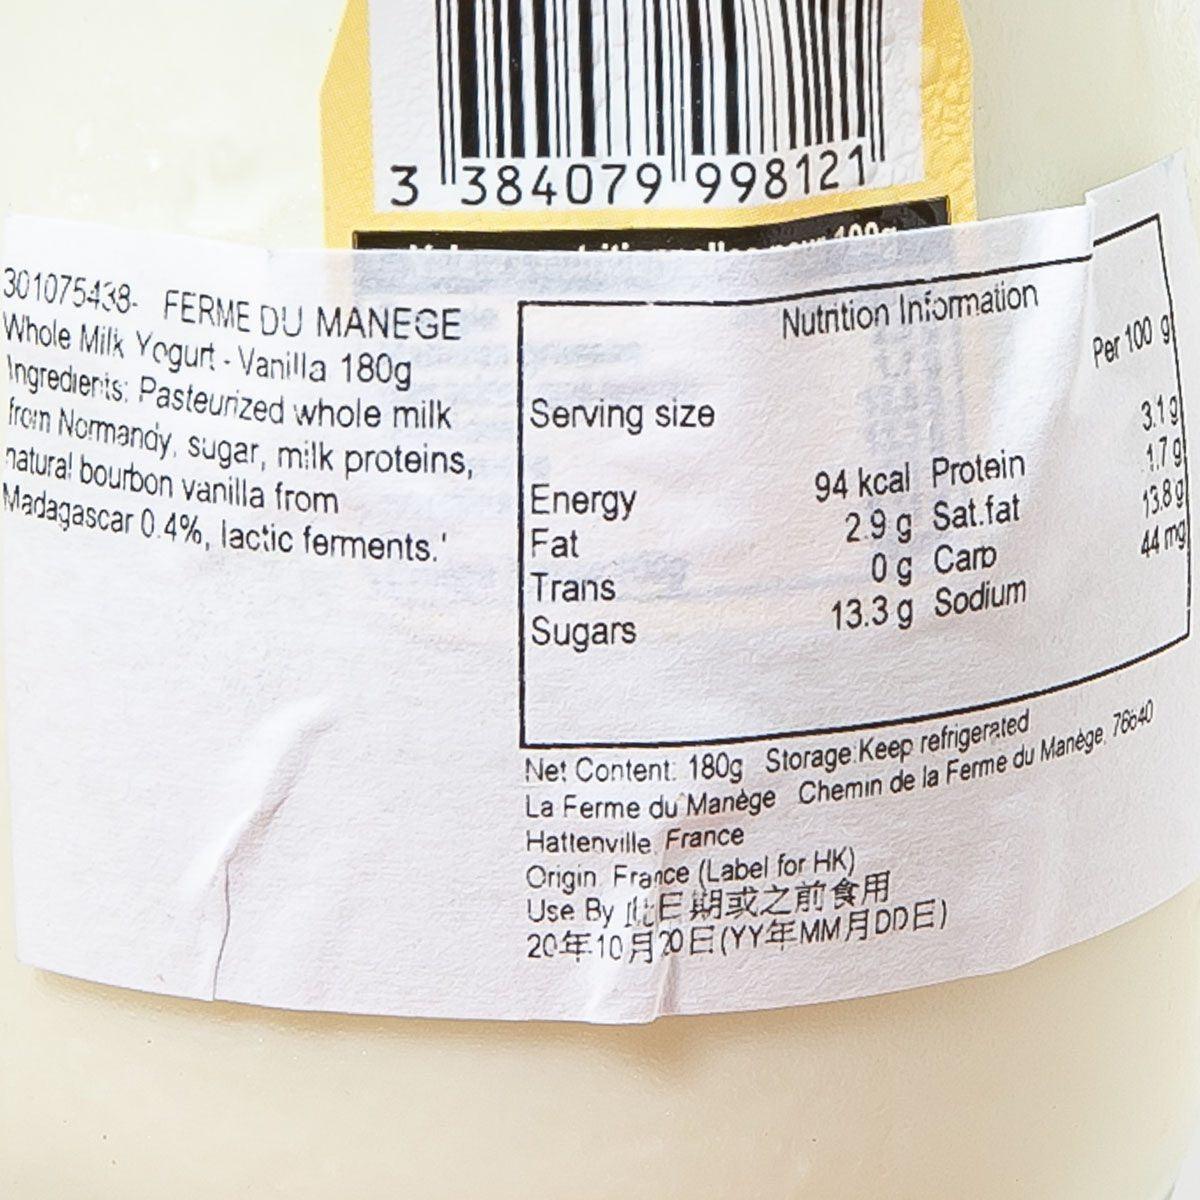 3 384079 998121
301075438- FERME DU MANEGE
Whole Milk Yogurt - Vanilla 180g
Ingredients: Pasteurized whole milk
from Normandy, sugar, milk proteins,
natural bourbon vanilla from
Madagascar 0.4%, lactic ferments.'
Nutrition Information
Serving size Per 100 g
Energy 94 kcal Protein 3.1 g
Fat 2.9 g Sat.fat 1.7 g
Trans 0 g Carb 13.8 g
Sugars 13.3 g Sodium 44 mg
Net Content: 180g Storage:Keep refrigerated
La Ferme du Manège Chemin de la Ferme du Manège, 76640
Hattenville, France
Origin: France (Label for HK)
Use By 此日期或之前食用
20年10月20日(YY年MM月DD日)